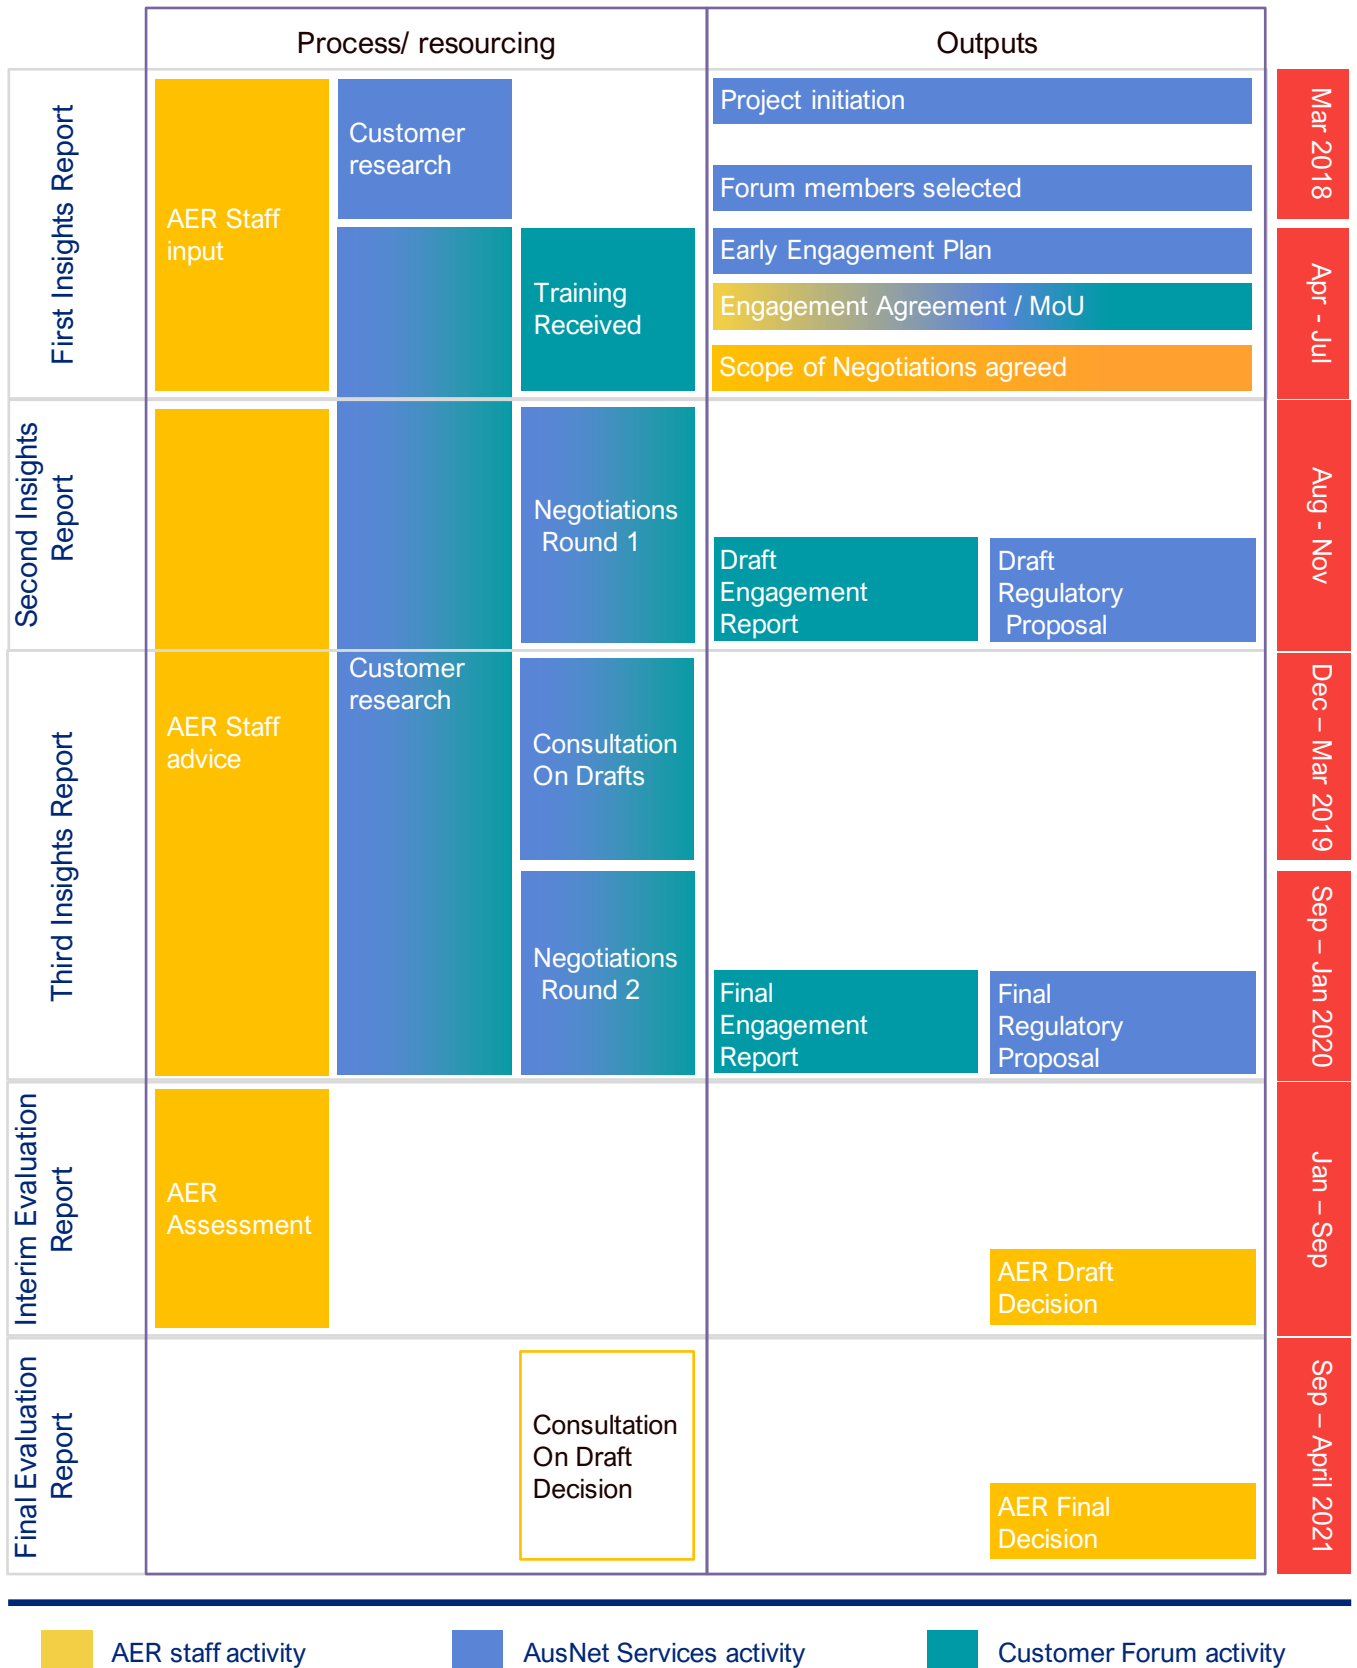 Process/ resourcing
Outputs
First Insights Report
AER Staff
input
Customer
research
Training
Received
Project initiation
Forum members selected
Early Engagement Plan
Engagement Agreement / MoU
Scope of Negotiations agreed
Mar 2018
Apr - Jul
Second Insights
Report
Negotiations
Round 1
Draft
Engagement
Report
Draft
Regulatory
Proposal
Aug - Nov
Third Insights Report
AER Staff
advice
Customer
research
Consultation
On Drafts
Negotiations
Round 2
Final
Engagement
Report
Final
Regulatory
Proposal
Dec – Mar 2019
Sep – Jan 2020
Interim Evaluation
Report
AER
Assessment
AER Draft
Decision
Jan – Sep
Final Evaluation
Report
Consultation
On Draft
Decision
AER Final
Decision
Sep – April 2021
AER staff activity
AusNet Services activity
Customer Forum activity